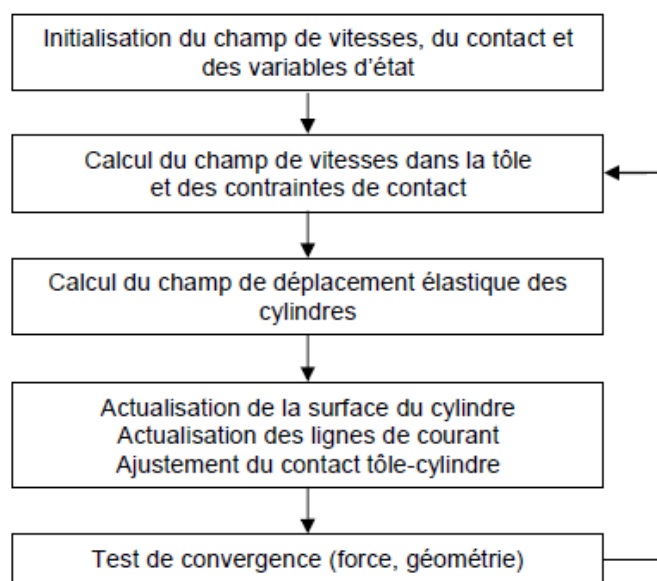 Initialisation du champ de vitesses, du contact et
des variables d'état
Calcul du champ de vitesses dans la tôle
et des contraintes de contact
Calcul du champ de déplacement élastique des
cylindres
Actualisation de la surface du cylindre
Actualisation des lignes de courant
Ajustement du contact tôle-cylindre
Test de convergence (force, géométrie)